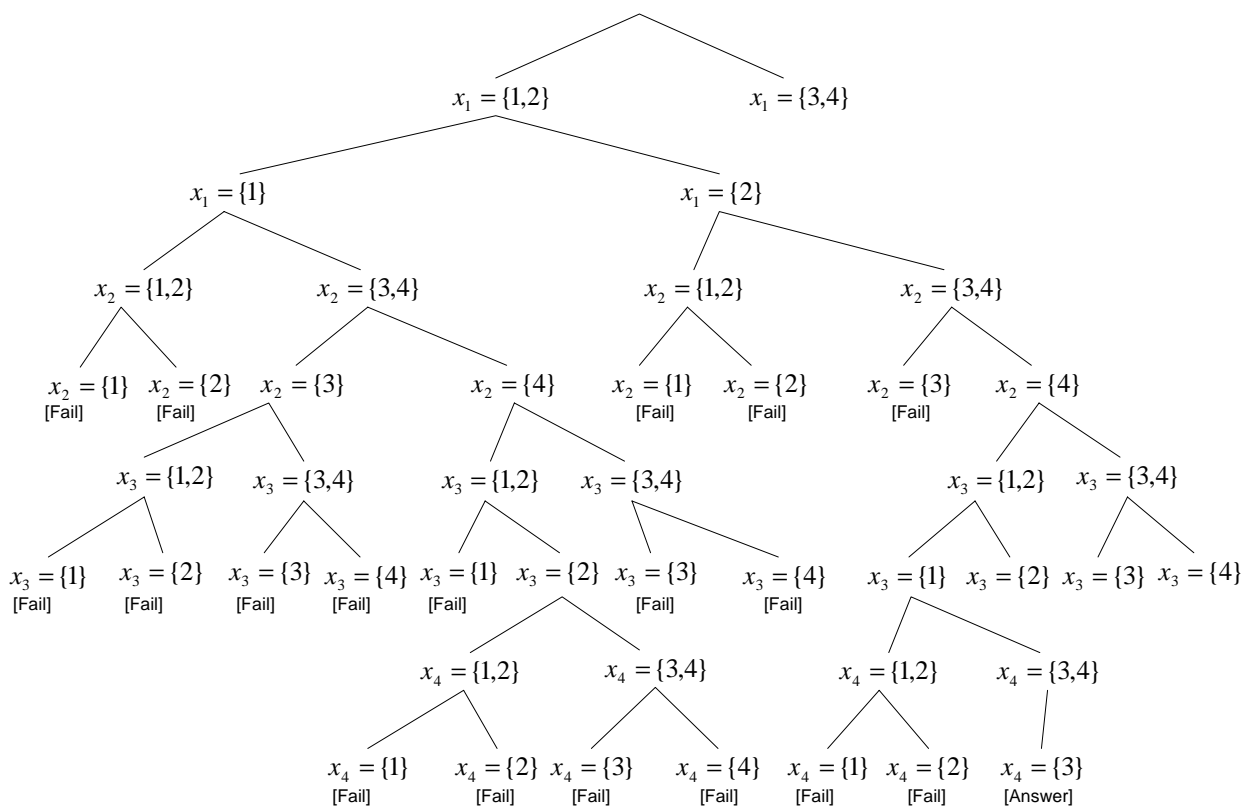 x₁ = {1,2} x₁ = {3,4}
x₁ = {1} x₁ = {2}
x₂ = {1,2} x₂ = {3,4} x₂ = {1,2} x₂ = {3,4}
x₂ = {1} x₂ = {2} x₂ = {3} x₂ = {4} x₂ = {1} x₂ = {2} x₂ = {3} x₂ = {4}
[Fail] [Fail] [Fail] [Fail] [Fail]
x₃ = {1,2} x₃ = {3,4} x₃ = {1,2} x₃ = {3,4} x₃ = {1,2} x₃ = {3,4}
x₃ = {1} x₃ = {2} x₃ = {3} x₃ = {4} x₃ = {1} x₃ = {2} x₃ = {3} x₃ = {4} x₃ = {1} x₃ = {2} x₃ = {3} x₃ = {4}
[Fail] [Fail] [Fail] [Fail] [Fail] [Fail] [Fail]
x₄ = {1,2} x₄ = {3,4} x₄ = {1,2} x₄ = {3,4}
x₄ = {1} x₄ = {2} x₄ = {3} x₄ = {4} x₄ = {1} x₄ = {2} x₄ = {3}
[Fail] [Fail] [Fail] [Fail] [Fail] [Fail] [Answer]